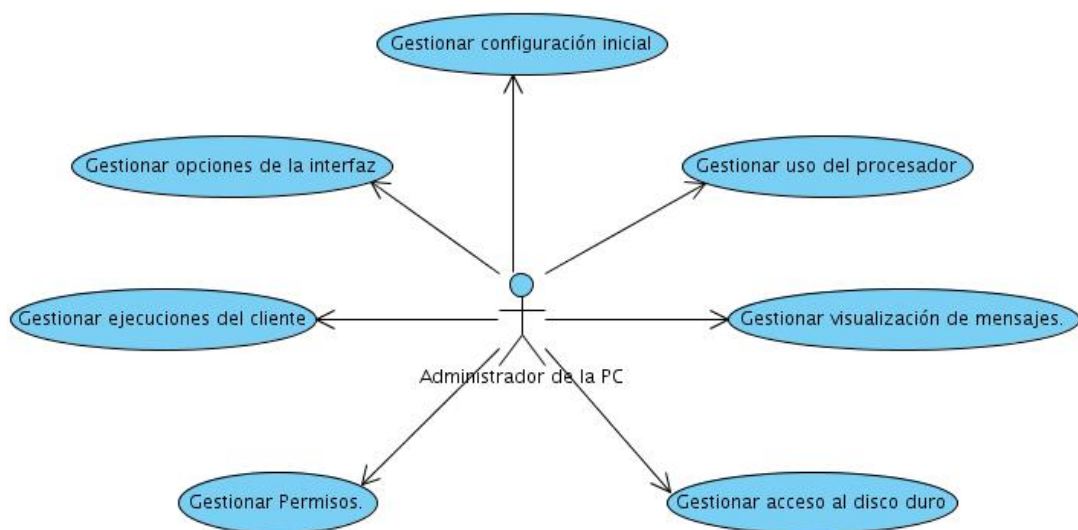 Gestionar configuración inicial
Gestionar opciones de la interfaz
Gestionar uso del procesador
Gestionar ejecuciones del cliente
Gestionar visualización de mensajes.
Administrador de la PC
Gestionar Permisos.
Gestionar acceso al disco duro